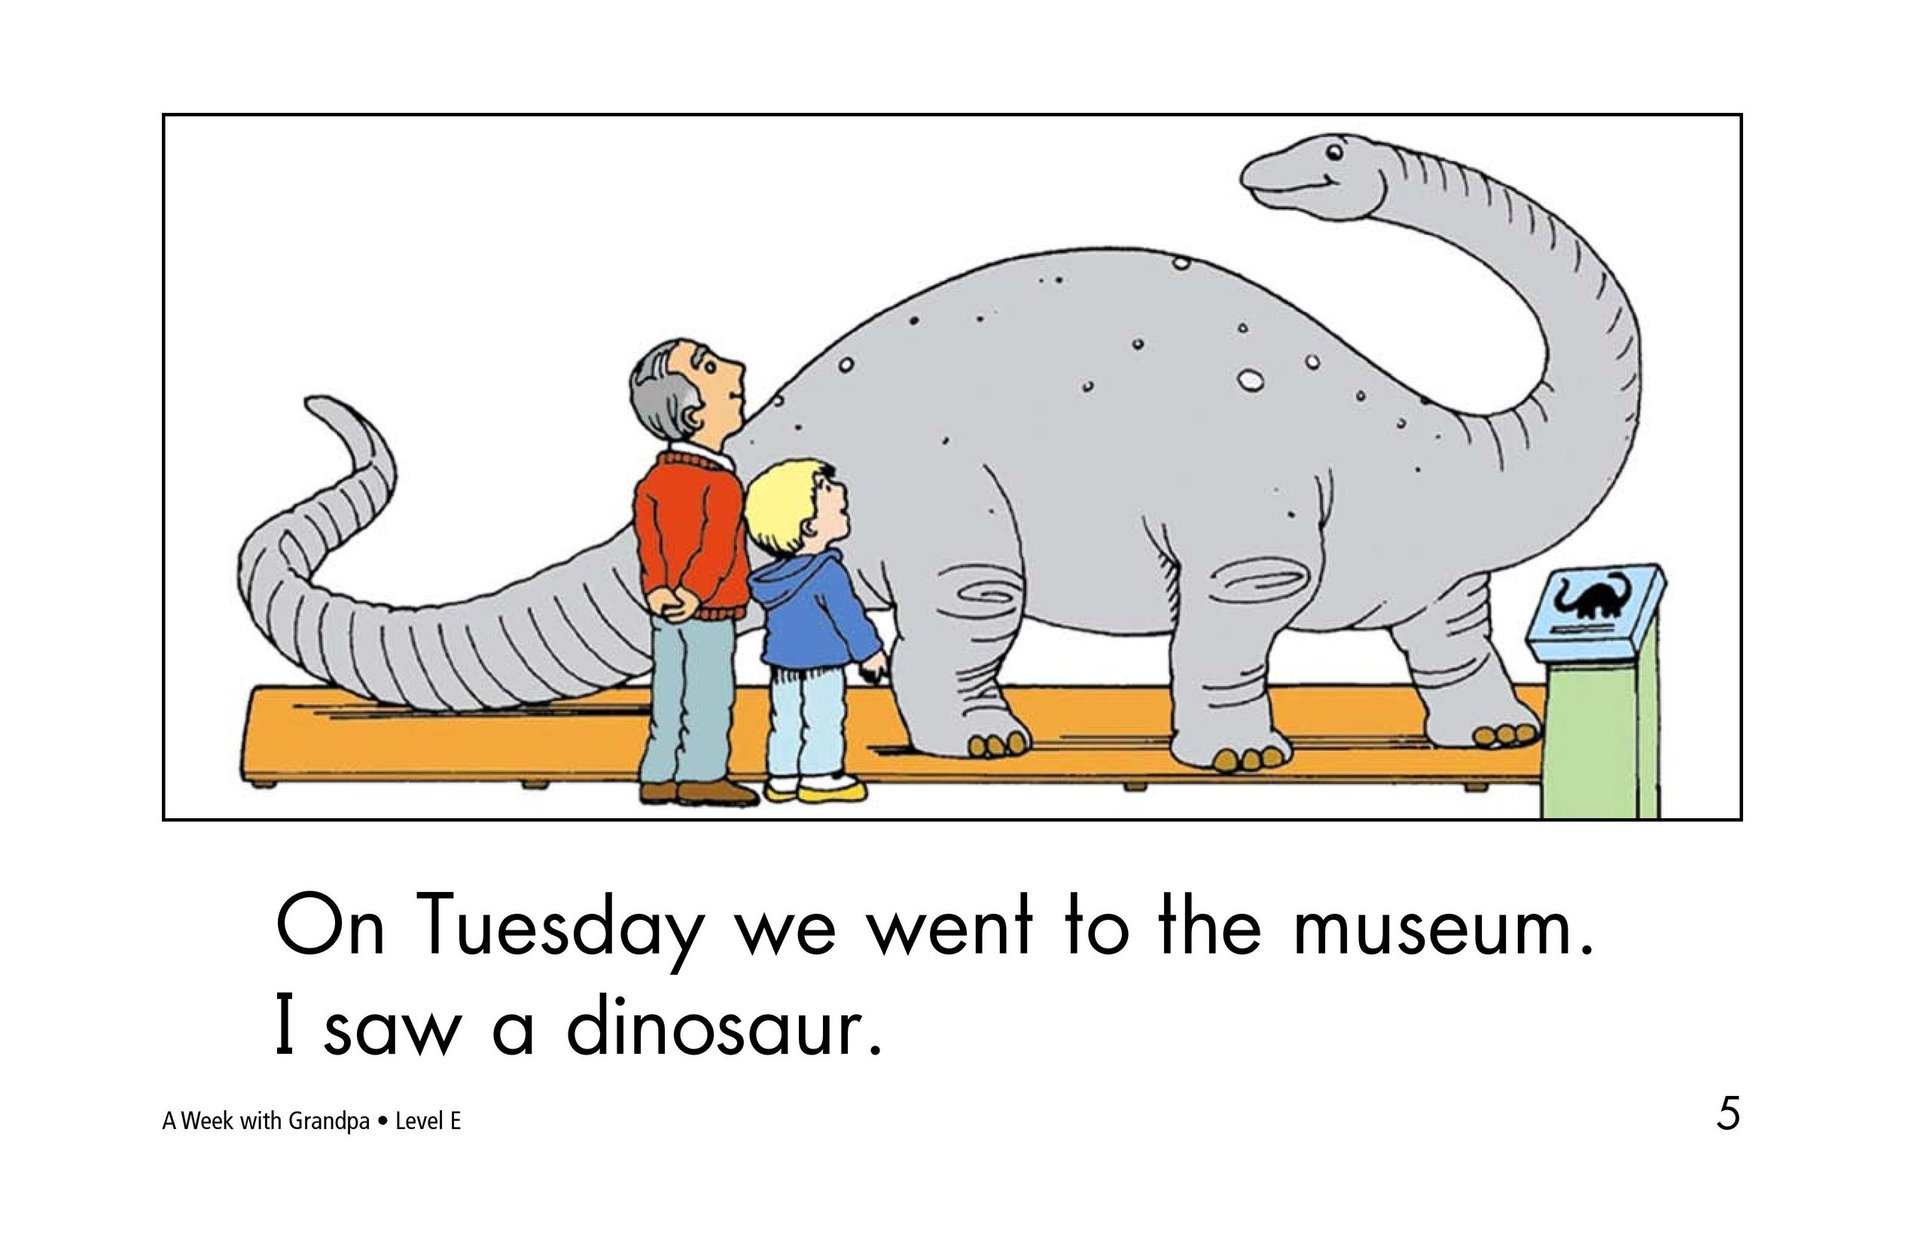 On Tuesday we went to the museum.
I saw a dinosaur.
A Week with Grandpa • Level E
5